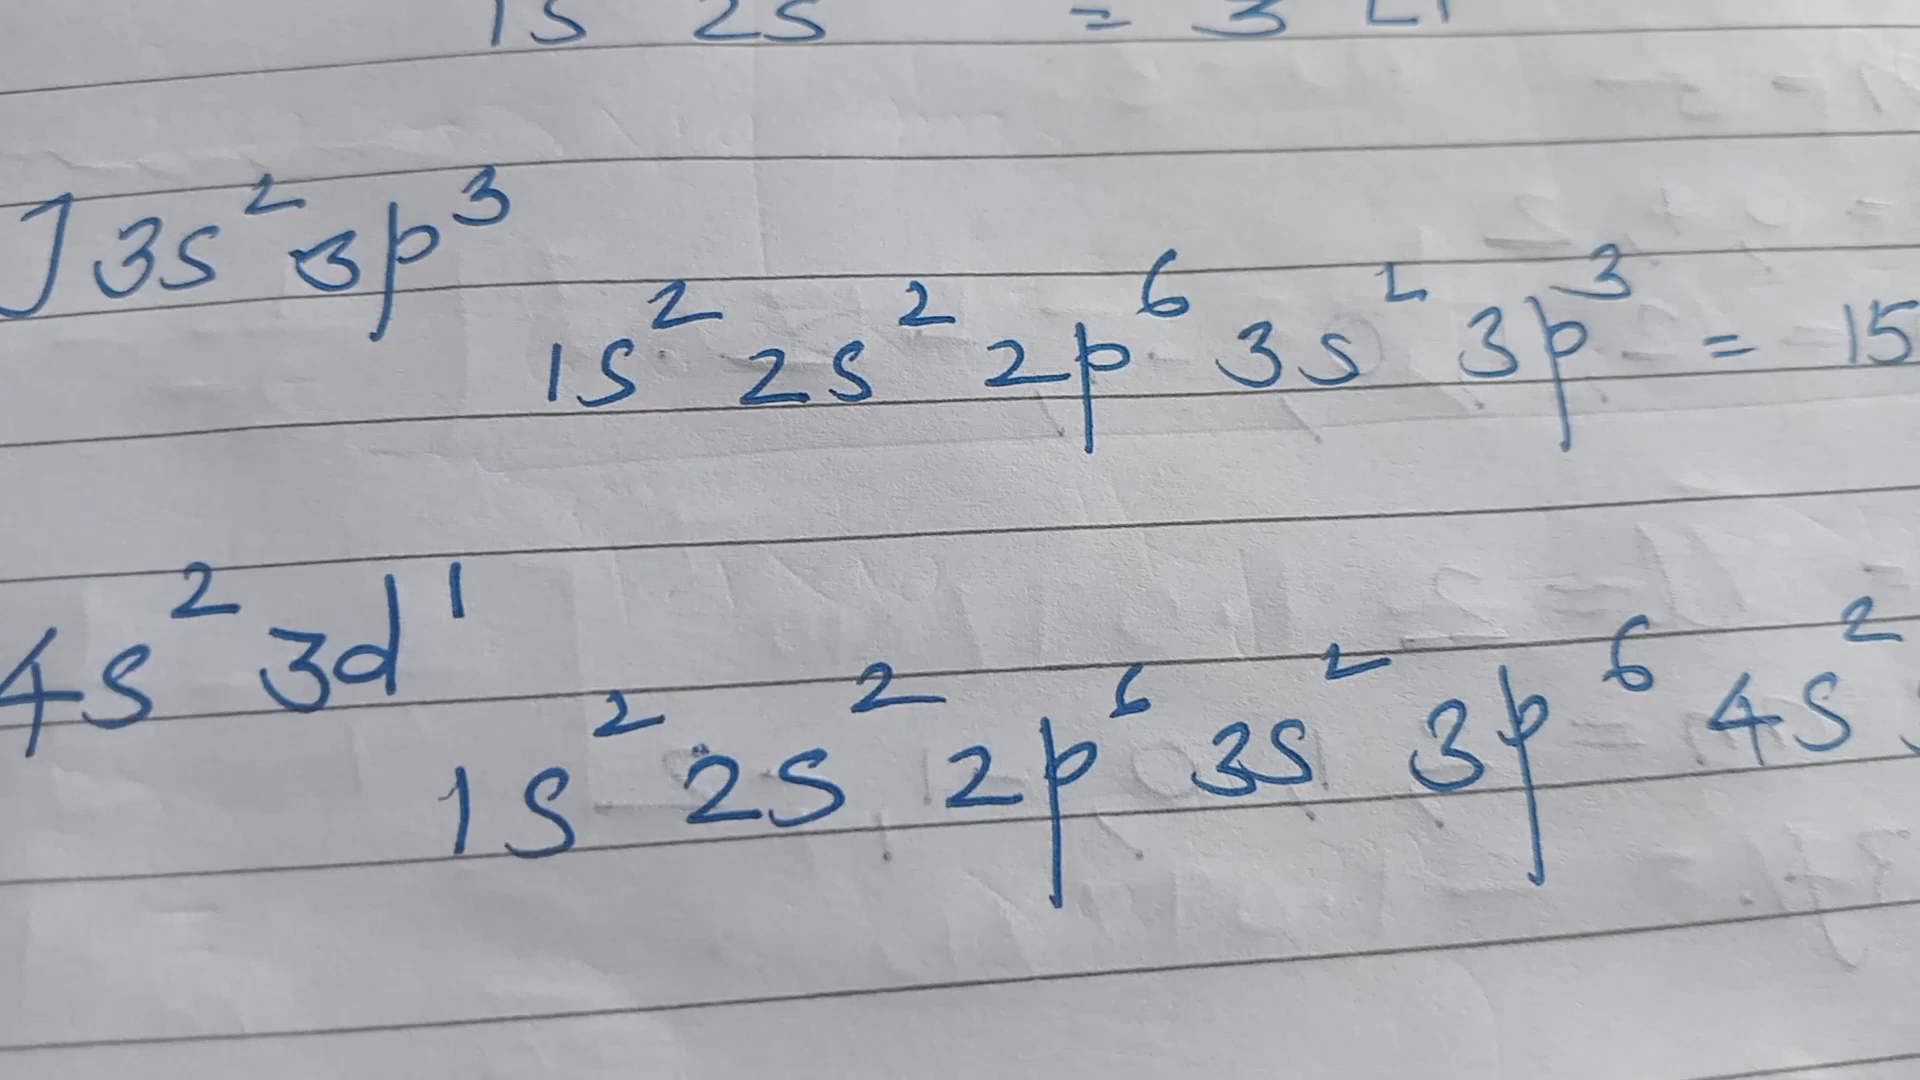 1s 2s = 3 Li
]3s² 3p³
1s² 2s² 2p⁶ 3s² 3p³ = 15
4s² 3d¹
1s² 2s² 2p⁶ 3s² 3p⁶ 4s²